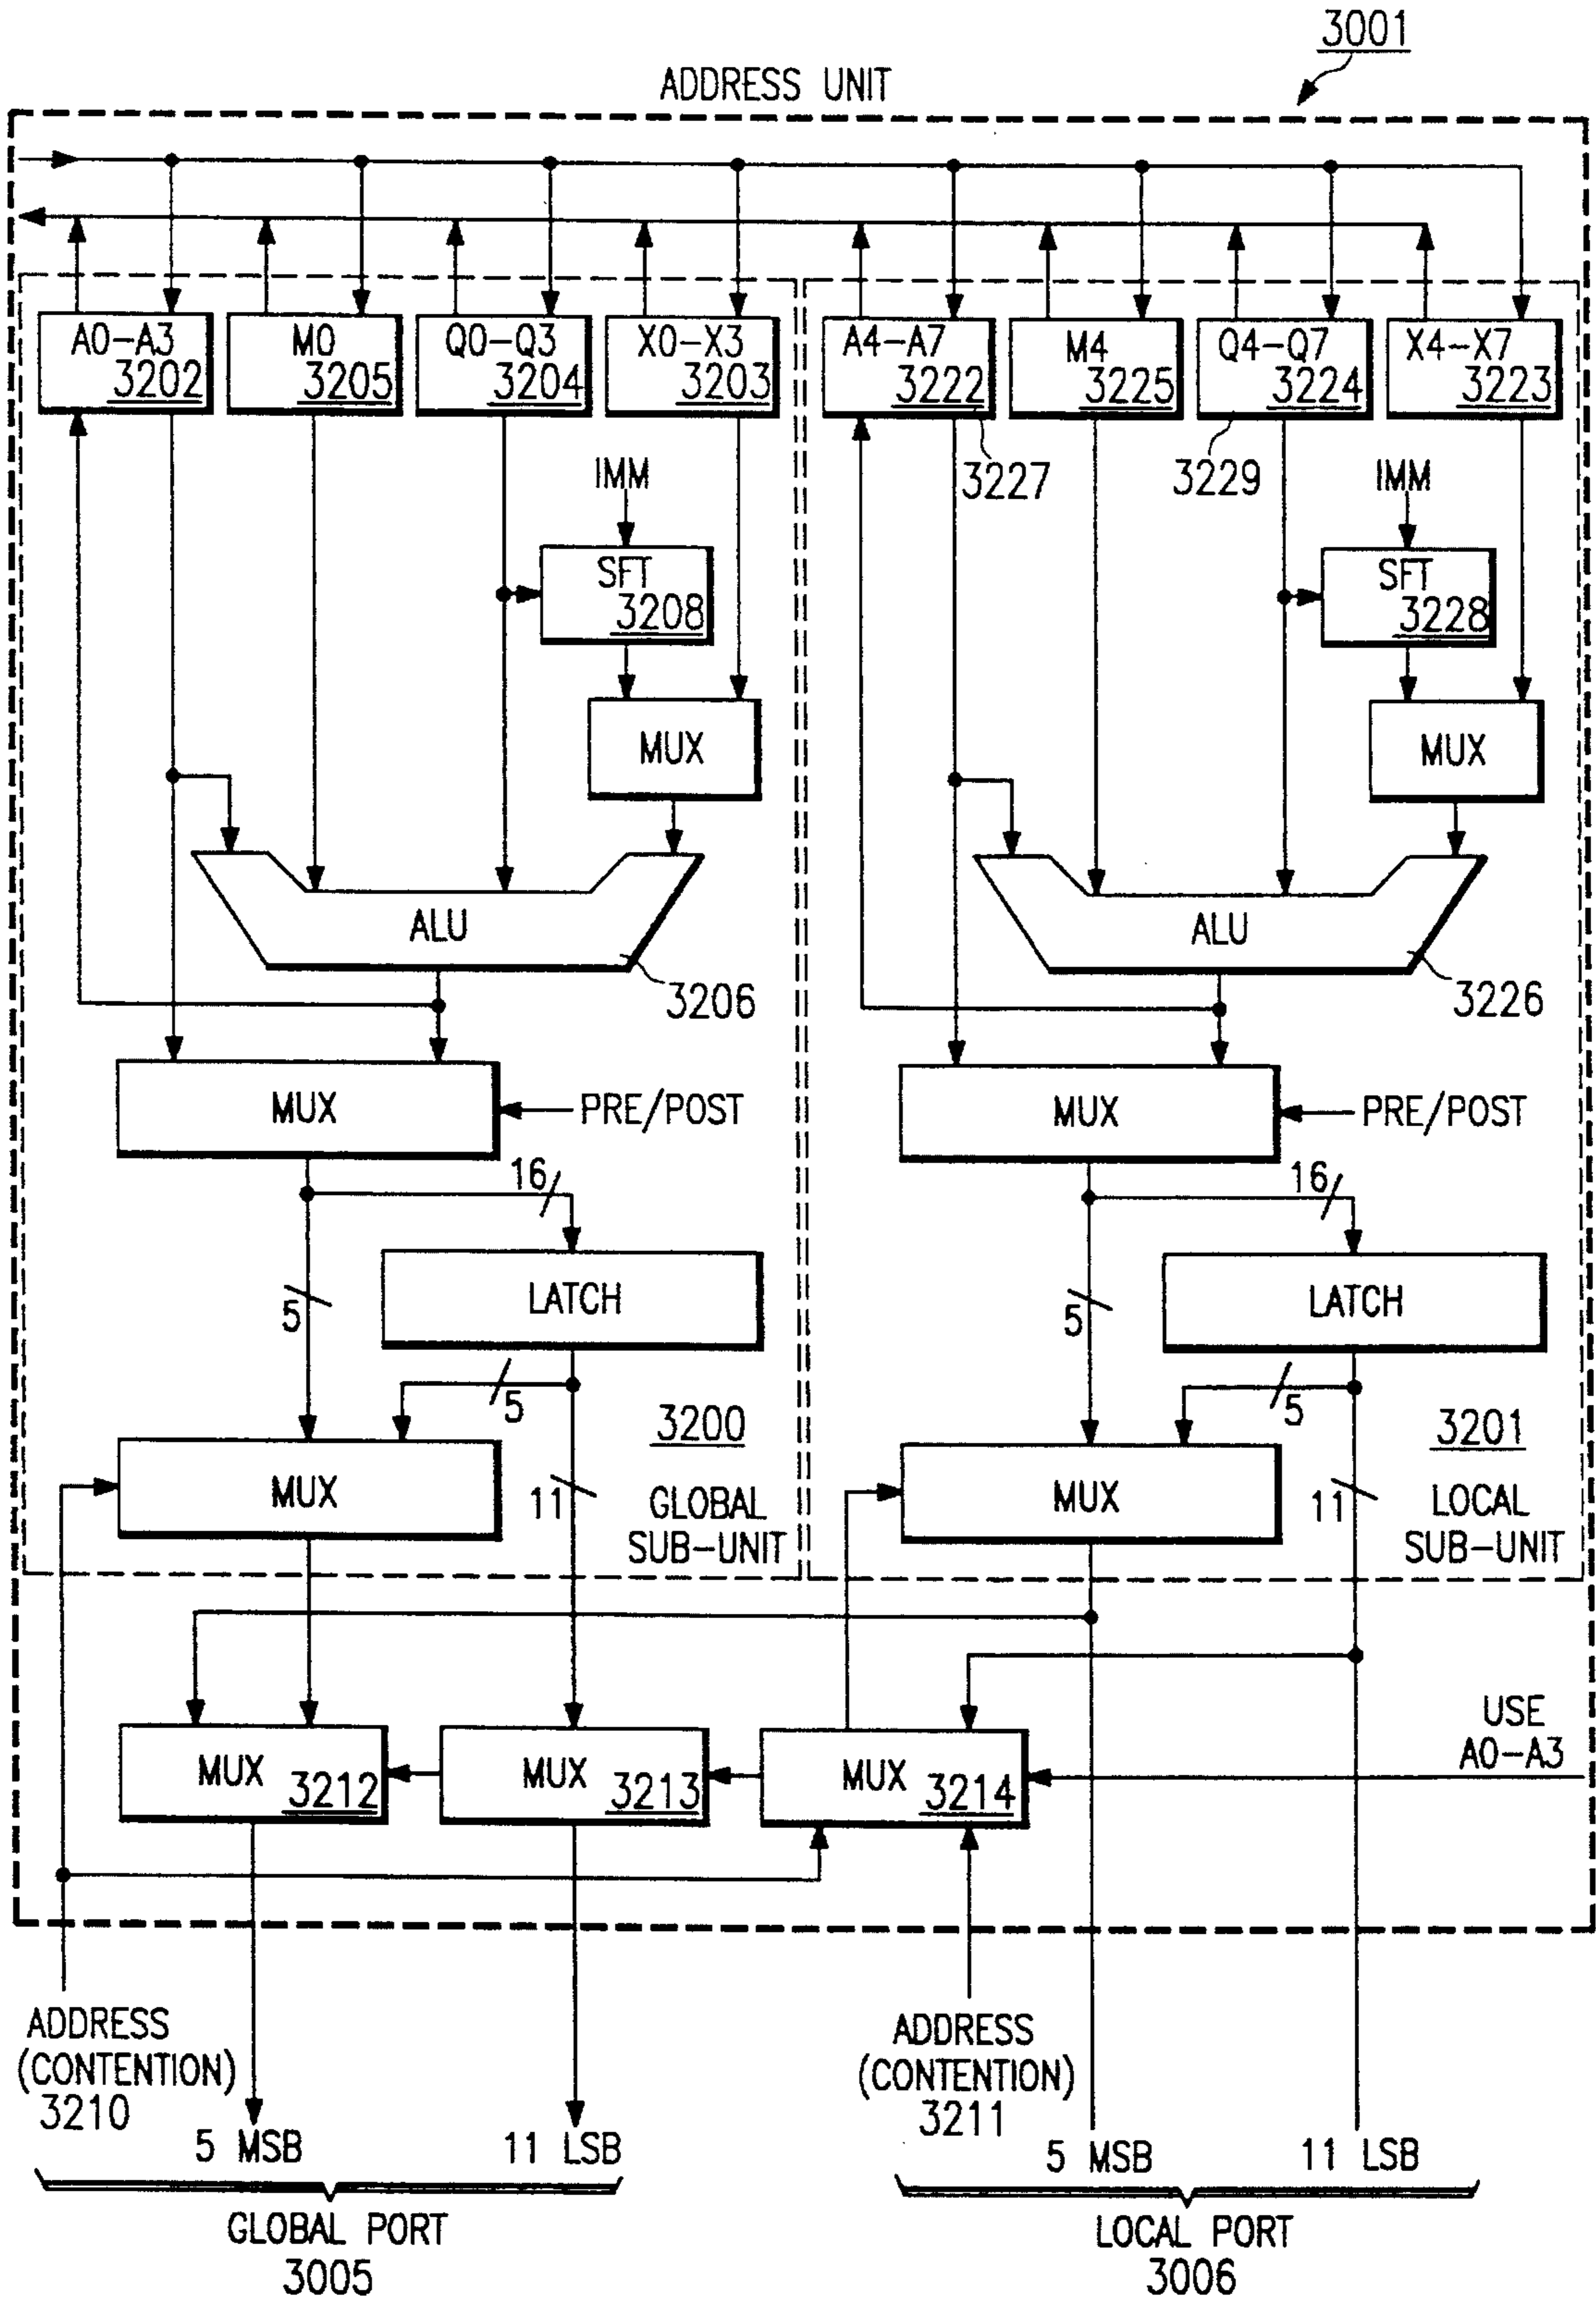 3001
ADDRESS UNIT
A0-A3
3202
M0
3205
Q0-Q3
3204
X0-X3
3203
A4-A7
3222
M4
3225
Q4-Q7
3224
X4-X7
3223
3227
3229
IMM
IMM
SFT
3208
SFT
3228
MUX
MUX
ALU
ALU
3206
3226
MUX
PRE/POST
MUX
PRE/POST
16
16
LATCH
LATCH
5
5
5
5
3200
3201
MUX
11
GLOBAL
SUB-UNIT
MUX
11
LOCAL
SUB-UNIT
USE
A0-A3
MUX
3212
MUX
3213
MUX
3214
ADDRESS
(CONTENTION)
3210
ADDRESS
(CONTENTION)
3211
5 MSB
11 LSB
5 MSB
11 LSB
GLOBAL PORT
3005
LOCAL PORT
3006